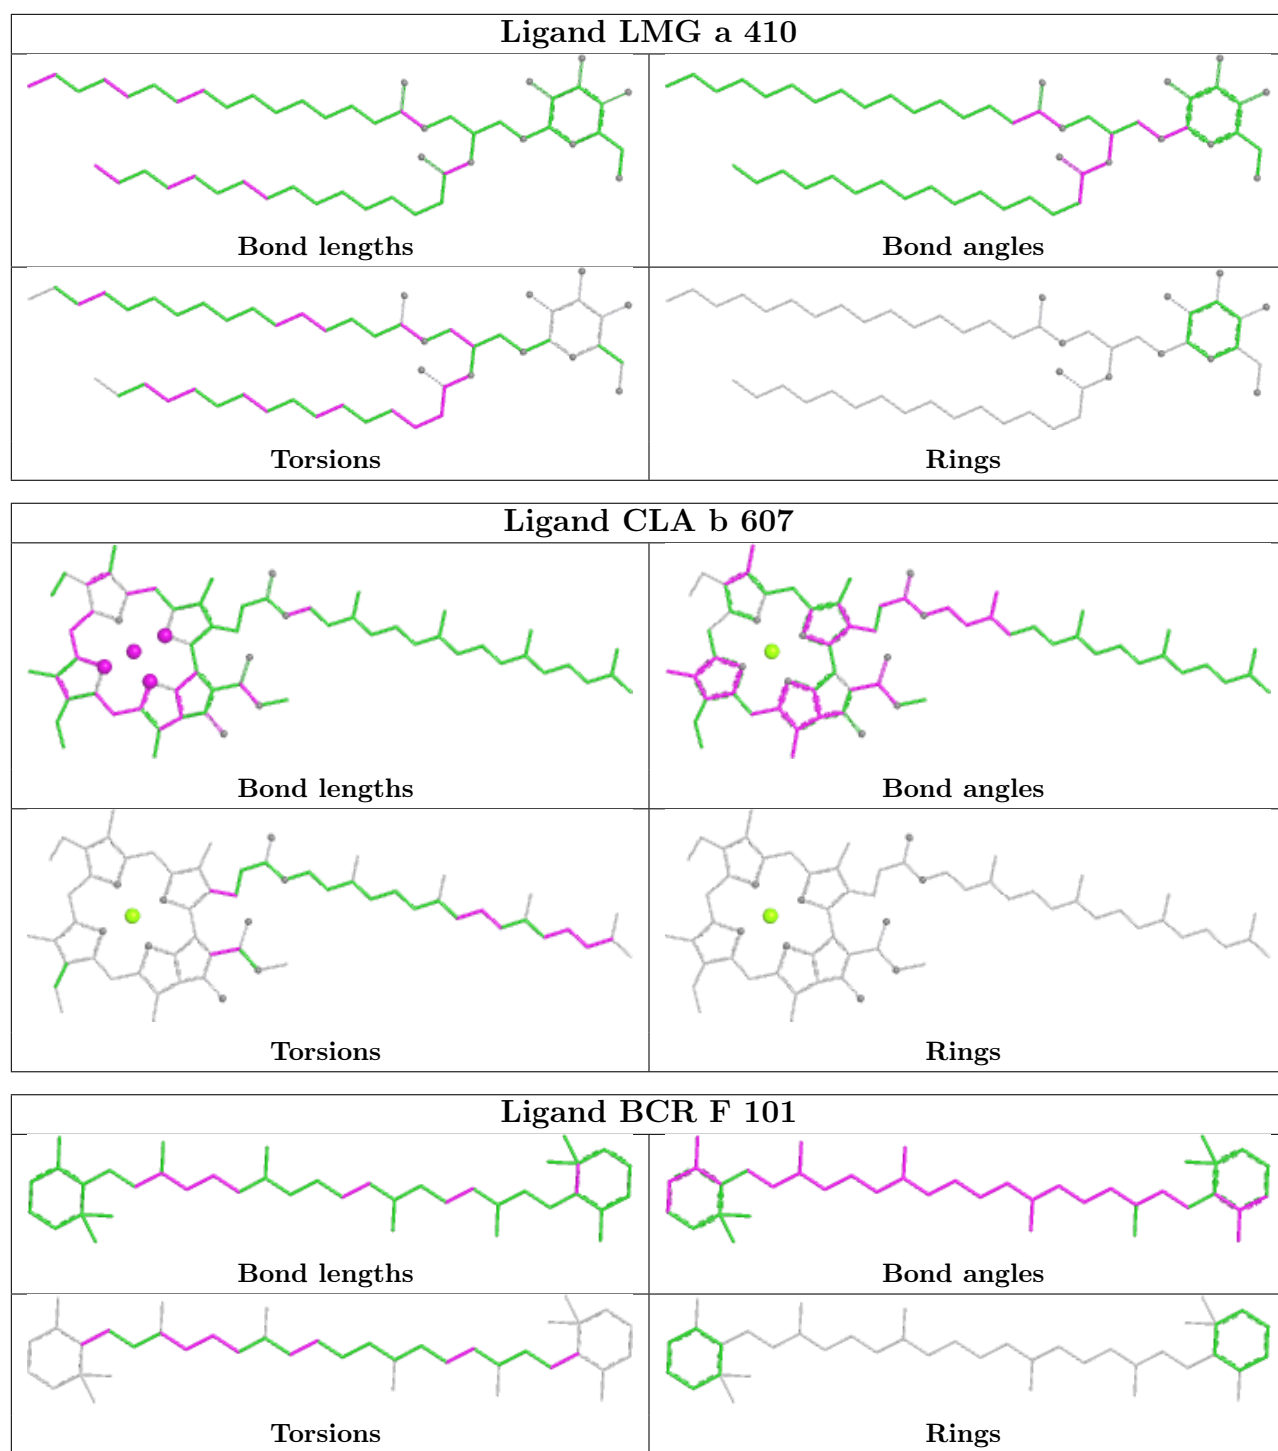 Ligand LMG a 410
Bond lengths
Bond angles
Torsions
Rings
Ligand CLA b 607
Bond lengths
Bond angles
Torsions
Rings
Ligand BCR F 101
Bond lengths
Bond angles
Torsions
Rings